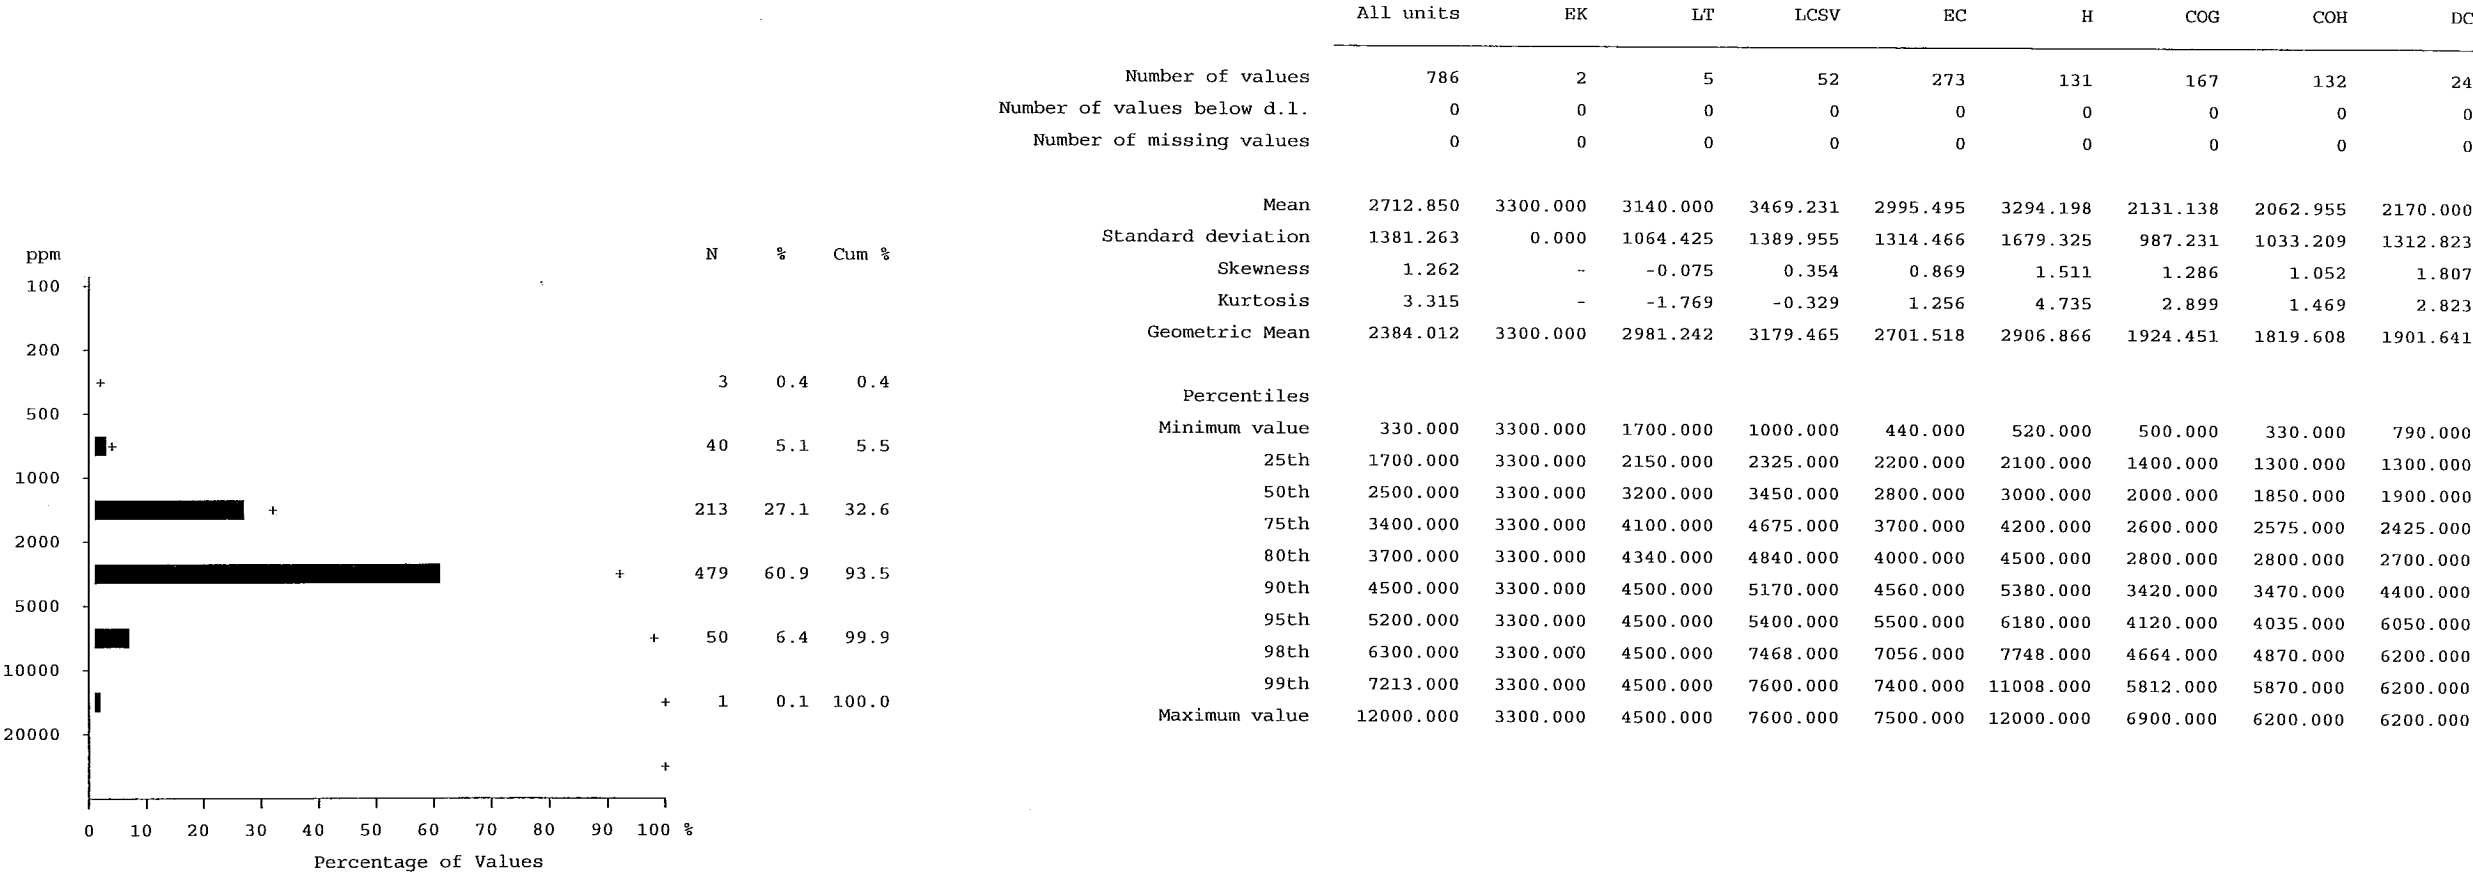 All units EK LT LCSV EC H COG COH DC
Number of values 786 2 5 52 273 131 167 132 24
Number of values below d.l. 0 0 0 0 0 0 0 0 0
Number of missing values 0 0 0 0 0 0 0 0 0
Mean 2712.850 3300.000 3140.000 3469.231 2995.495 3294.198 2131.138 2062.955 2170.000
Standard deviation 1381.263 0.000 1064.425 1389.955 1314.466 1679.325 987.231 1033.209 1312.823
Skewness 1.262 - -0.075 0.354 0.869 1.511 1.286 1.052 1.807
Kurtosis 3.315 - -1.769 -0.329 1.256 4.735 2.899 1.469 2.823
Geometric Mean 2384.012 3300.000 2981.242 3179.465 2701.518 2906.866 1924.451 1819.608 1901.641
Percentiles
Minimum value 330.000 3300.000 1700.000 1000.000 440.000 520.000 500.000 330.000 790.000
25th 1700.000 3300.000 2150.000 2325.000 2200.000 2100.000 1400.000 1300.000 1300.000
50th 2500.000 3300.000 3200.000 3450.000 2800.000 3000.000 2000.000 1850.000 1900.000
75th 3400.000 3300.000 4100.000 4675.000 3700.000 4200.000 2600.000 2575.000 2425.000
80th 3700.000 3300.000 4340.000 4840.000 4000.000 4500.000 2800.000 2800.000 2700.000
90th 4500.000 3300.000 4500.000 5170.000 4560.000 5380.000 3420.000 3470.000 4400.000
95th 5200.000 3300.000 4500.000 5400.000 5500.000 6180.000 4120.000 4035.000 6050.000
98th 6300.000 3300.000 4500.000 7468.000 7056.000 7748.000 4664.000 4870.000 6200.000
99th 7213.000 3300.000 4500.000 7600.000 7400.000 11008.000 5812.000 5870.000 6200.000
Maximum value 12000.000 3300.000 4500.000 7600.000 7500.000 12000.000 6900.000 6200.000 6200.000
ppm N % Cum %
100
200
+ 3 0.4 0.4
500
+ 40 5.1 5.5
1000
+ 213 27.1 32.6
2000
+ 479 60.9 93.5
5000
+ 50 6.4 99.9
10000
+ 1 0.1 100.0
20000
+
0 10 20 30 40 50 60 70 80 90 100 %
Percentage of Values